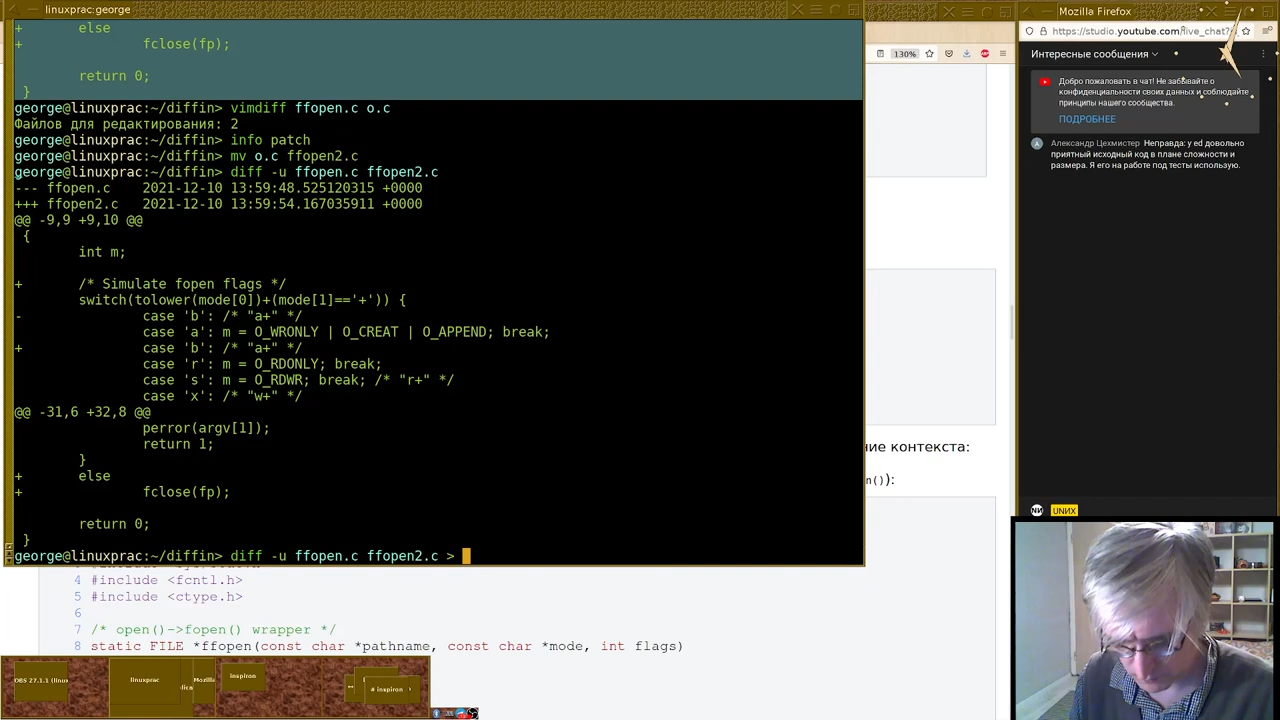 linuxprac
+       else
+               fclose(fp);
        return 0;
 }
george@linuxprac:~/diffin> vimdiff ffopen.c o.c
Файлов для редактирования: 2
george@linuxprac:~/diffin> info patch
george@linuxprac:~/diffin> mv o.c ffopen2.c
george@linuxprac:~/diffin> diff -u ffopen.c ffopen2.c
--- ffopen.c    2021-12-10 13:59:48.525120315 +0000
+++ ffopen2.c   2021-12-10 13:59:54.167035911 +0000
@@ -9,9 +9,10 @@
 {
        int m;
+       /* Simulate fopen flags */
        switch(tolower(mode[0])+(mode[1]=='+')) {
-               case 'b': /* "a+" */
                case 'a': m = O_WRONLY | O_CREAT | O_APPEND; break;
+               case 'b': /* "a+" */
                case 'r': m = O_RDONLY; break;
                case 's': m = O_RDWR; break; /* "r+" */
                case 'x': /* "w+" */
@@ -31,6 +32,8 @@
                perror(argv[1]);
                return 1;
        }
+       else
+               fclose(fp);
        return 0;
 }
george@linuxprac:~/diffin> diff -u ffopen.c ffopen2.c >
130%
ние контекста:
n()):
4 #include <fcntl.h>
5 #include <ctype.h>
6
7 /* open()->fopen() wrapper */
8 static FILE *ffopen(const char *pathname, const char *mode, int flags)
Mozilla Firefox
https://studio.youtube.com/live_chat?
Интересные сообщения
Добро пожаловать в чат! Не забывайте о
конфиденциальности своих данных и соблюдайте
принципы нашего сообщества.
ПОДРОБНЕЕ
А
Александр Цехмистер Неправда: у ed довольно
приятный исходный код в плане сложности и
размера. Я его на работе под тесты использую.
UNИX
OBS 27.1.1 (linux
linuxprac
Mozil
inspiron
# inspiron